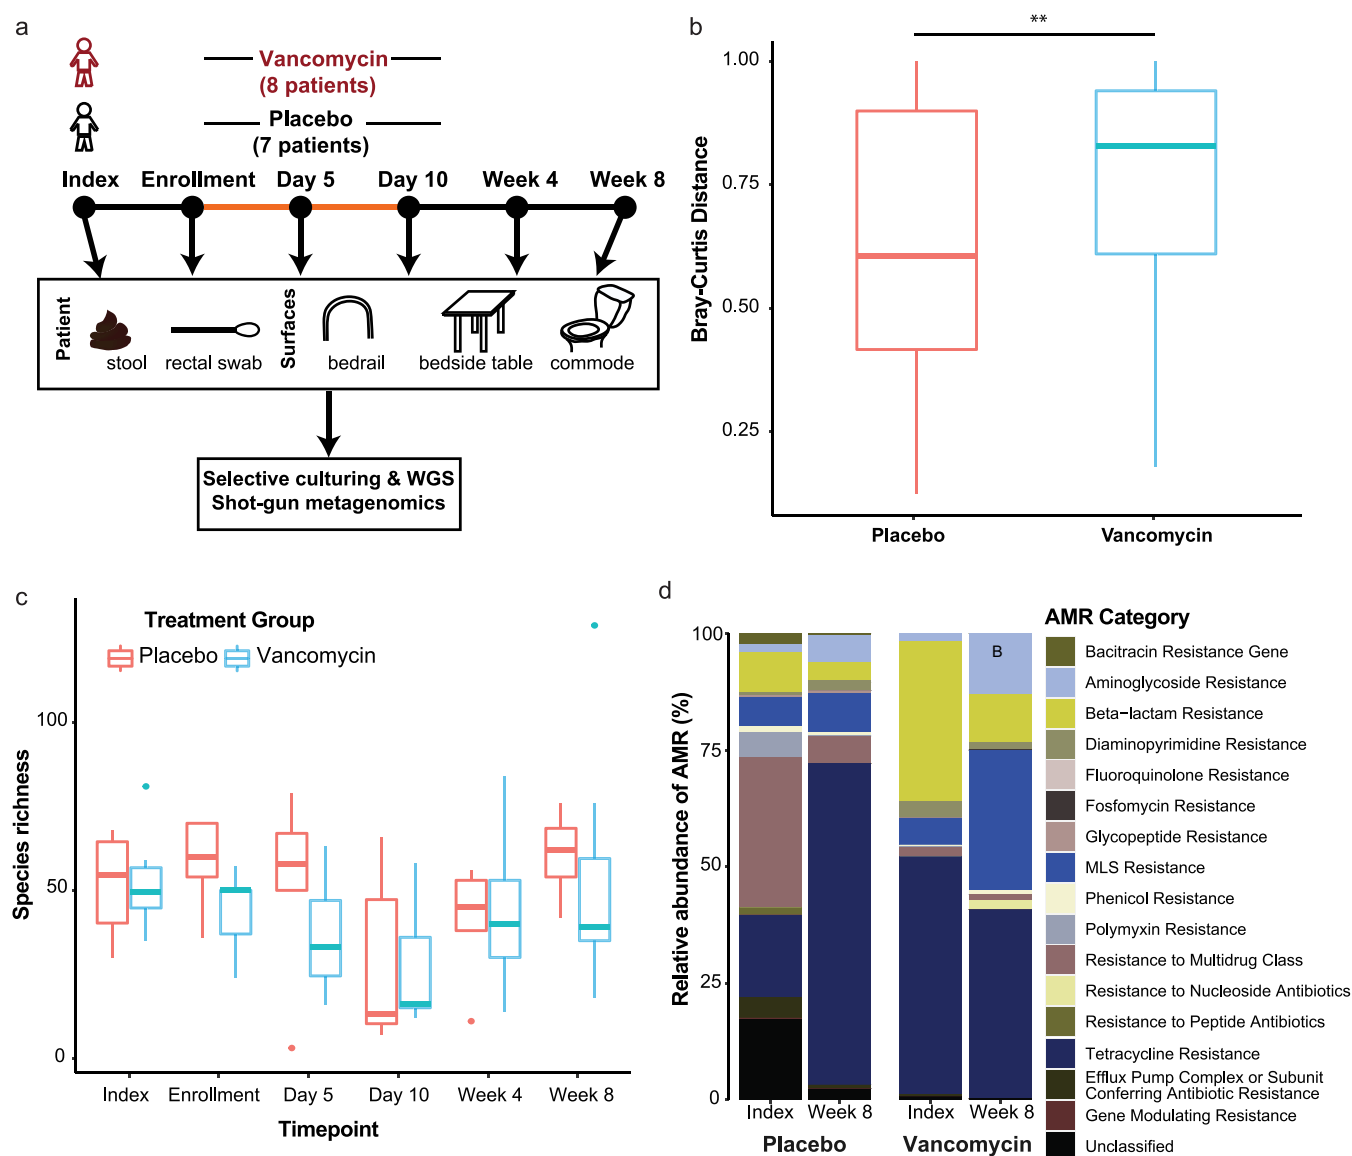 a
Vancomycin
(8 patients)
Placebo
(7 patients)
Index Enrollment Day 5 Day 10 Week 4 Week 8
Patient
stool
rectal swab
Surfaces
bedrail
bedside table
commode
Selective culturing & WGS
Shot-gun metagenomics
b
**
Bray-Curtis Distance
1.00
0.75
0.50
0.25
Placebo Vancomycin
c
Treatment Group
Placebo Vancomycin
Species richness
100
50
0
Index Enrollment Day 5 Day 10 Week 4 Week 8
Timepoint
d
Relative abundance of AMR (%)
100
75
50
25
0
B
Index Week 8 Index Week 8
Placebo Vancomycin
AMR Category
Bacitracin Resistance Gene
Aminoglycoside Resistance
Beta−lactam Resistance
Diaminopyrimidine Resistance
Fluoroquinolone Resistance
Fosfomycin Resistance
Glycopeptide Resistance
MLS Resistance
Phenicol Resistance
Polymyxin Resistance
Resistance to Multidrug Class
Resistance to Nucleoside Antibiotics
Resistance to Peptide Antibiotics
Tetracycline Resistance
Efflux Pump Complex or Subunit
Conferring Antibiotic Resistance
Gene Modulating Resistance
Unclassified